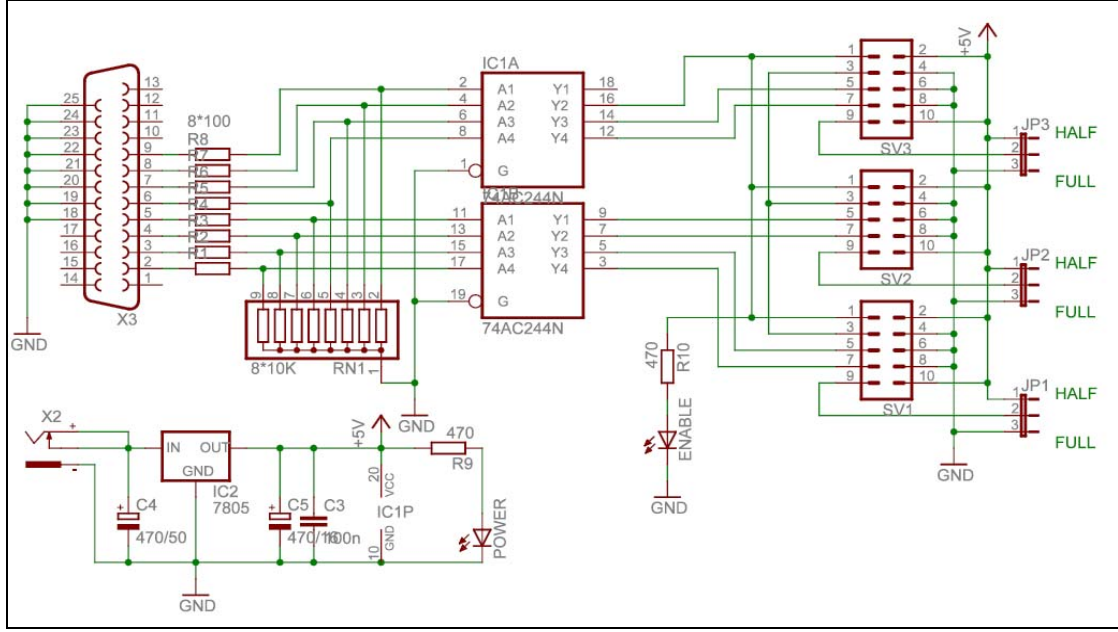 +5V
IC1A
1 2
3 4
5 6
7 8
9 10
SV3
JP3
1
2
3
HALF
FULL
13
25
12
24
11
23
10
22
9
21
8
20
7
19
6
18
5
17
4
16
3
15
2
14
1
X3
GND
8*100
R8
R7
R6
R5
R4
R3
R2
R1
2 A1 Y1 18
4 A2 Y2 16
6 A3 Y3 14
8 A4 Y4 12
1 G
74AC244N
11 A1 Y1 9
13 A2 Y2 7
15 A3 Y3 5
17 A4 Y4 3
19 G
74AC244N
1 2
3 4
5 6
7 8
9 10
SV2
JP2
1
2
3
HALF
FULL
9 8 7 6 5 4 3 2
8*10K RN1 1
GND
470
R10
ENABLE
GND
1 2
3 4
5 6
7 8
9 10
SV1
JP1
1
2
3
HALF
FULL
GND
X2
+
-
IN OUT
GND
IC2
7805
+
C4
470/50
GND
+
C5
470/16
C3
100n
+5V
20
VCC
IC1P
GND
10
470
R9
POWER